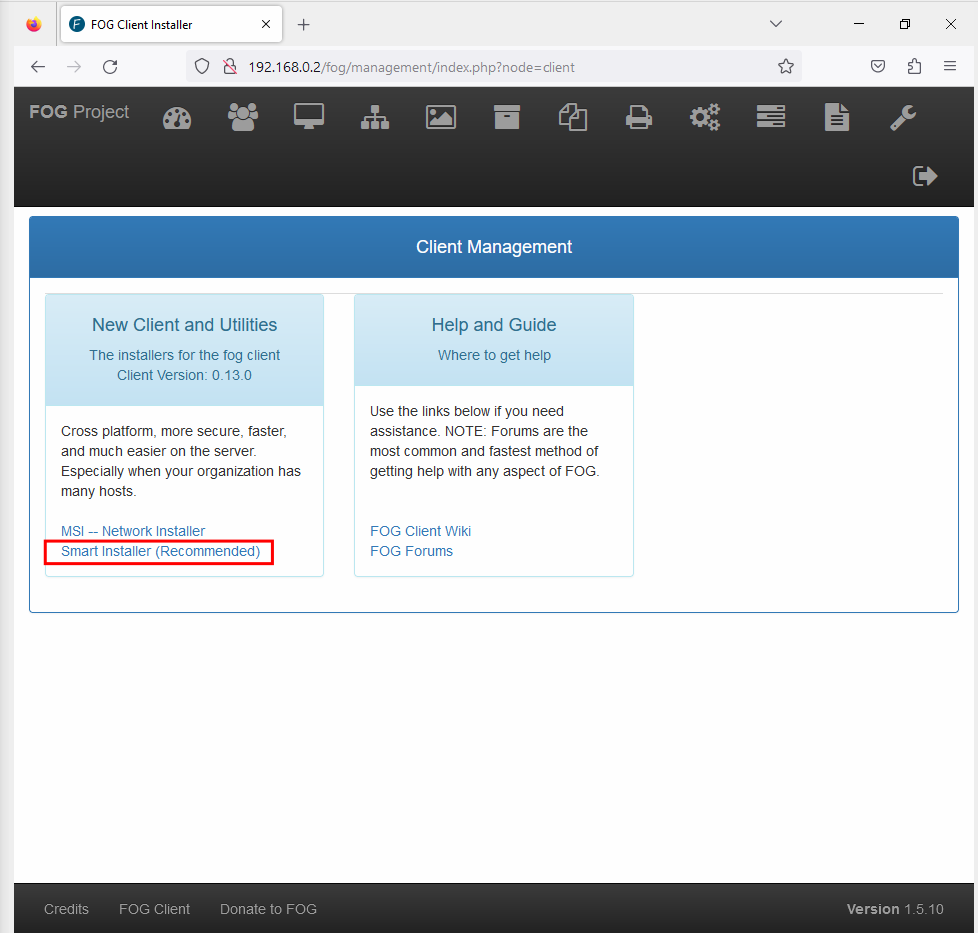 FOG Client Installer
192.168.0.2/fog/management/index.php?node=client
FOG Project
Client Management
New Client and Utilities
The installers for the fog client
Client Version: 0.13.0
Cross platform, more secure, faster,
and much easier on the server.
Especially when your organization has
many hosts.
MSI -- Network Installer
Smart Installer (Recommended)
Help and Guide
Where to get help
Use the links below if you need
assistance. NOTE: Forums are the
most common and fastest method of
getting help with any aspect of FOG.
FOG Client Wiki
FOG Forums
Credits FOG Client Donate to FOG Version 1.5.10